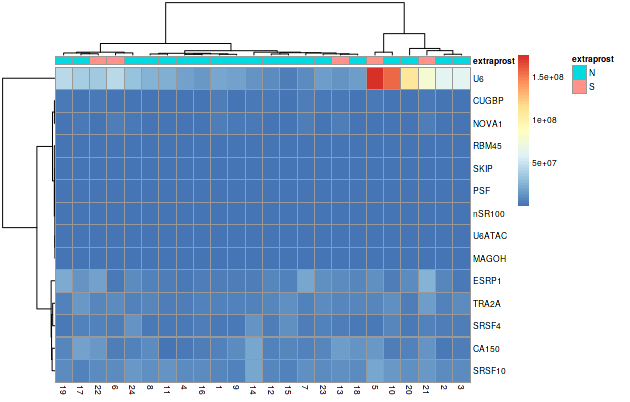 extraprost
U6
CUGBP
NOVA1
RBM45
SKIP
PSF
nSR100
U6ATAC
MAGOH
ESRP1
TRA2A
SRSF4
CA150
SRSF10
19 17 22 6 24 8 11 4 16 1 9 14 12 15 7 23 13 18 5 10 20 21 2 3
1.5e+08
1e+08
5e+07
extraprost
N
S